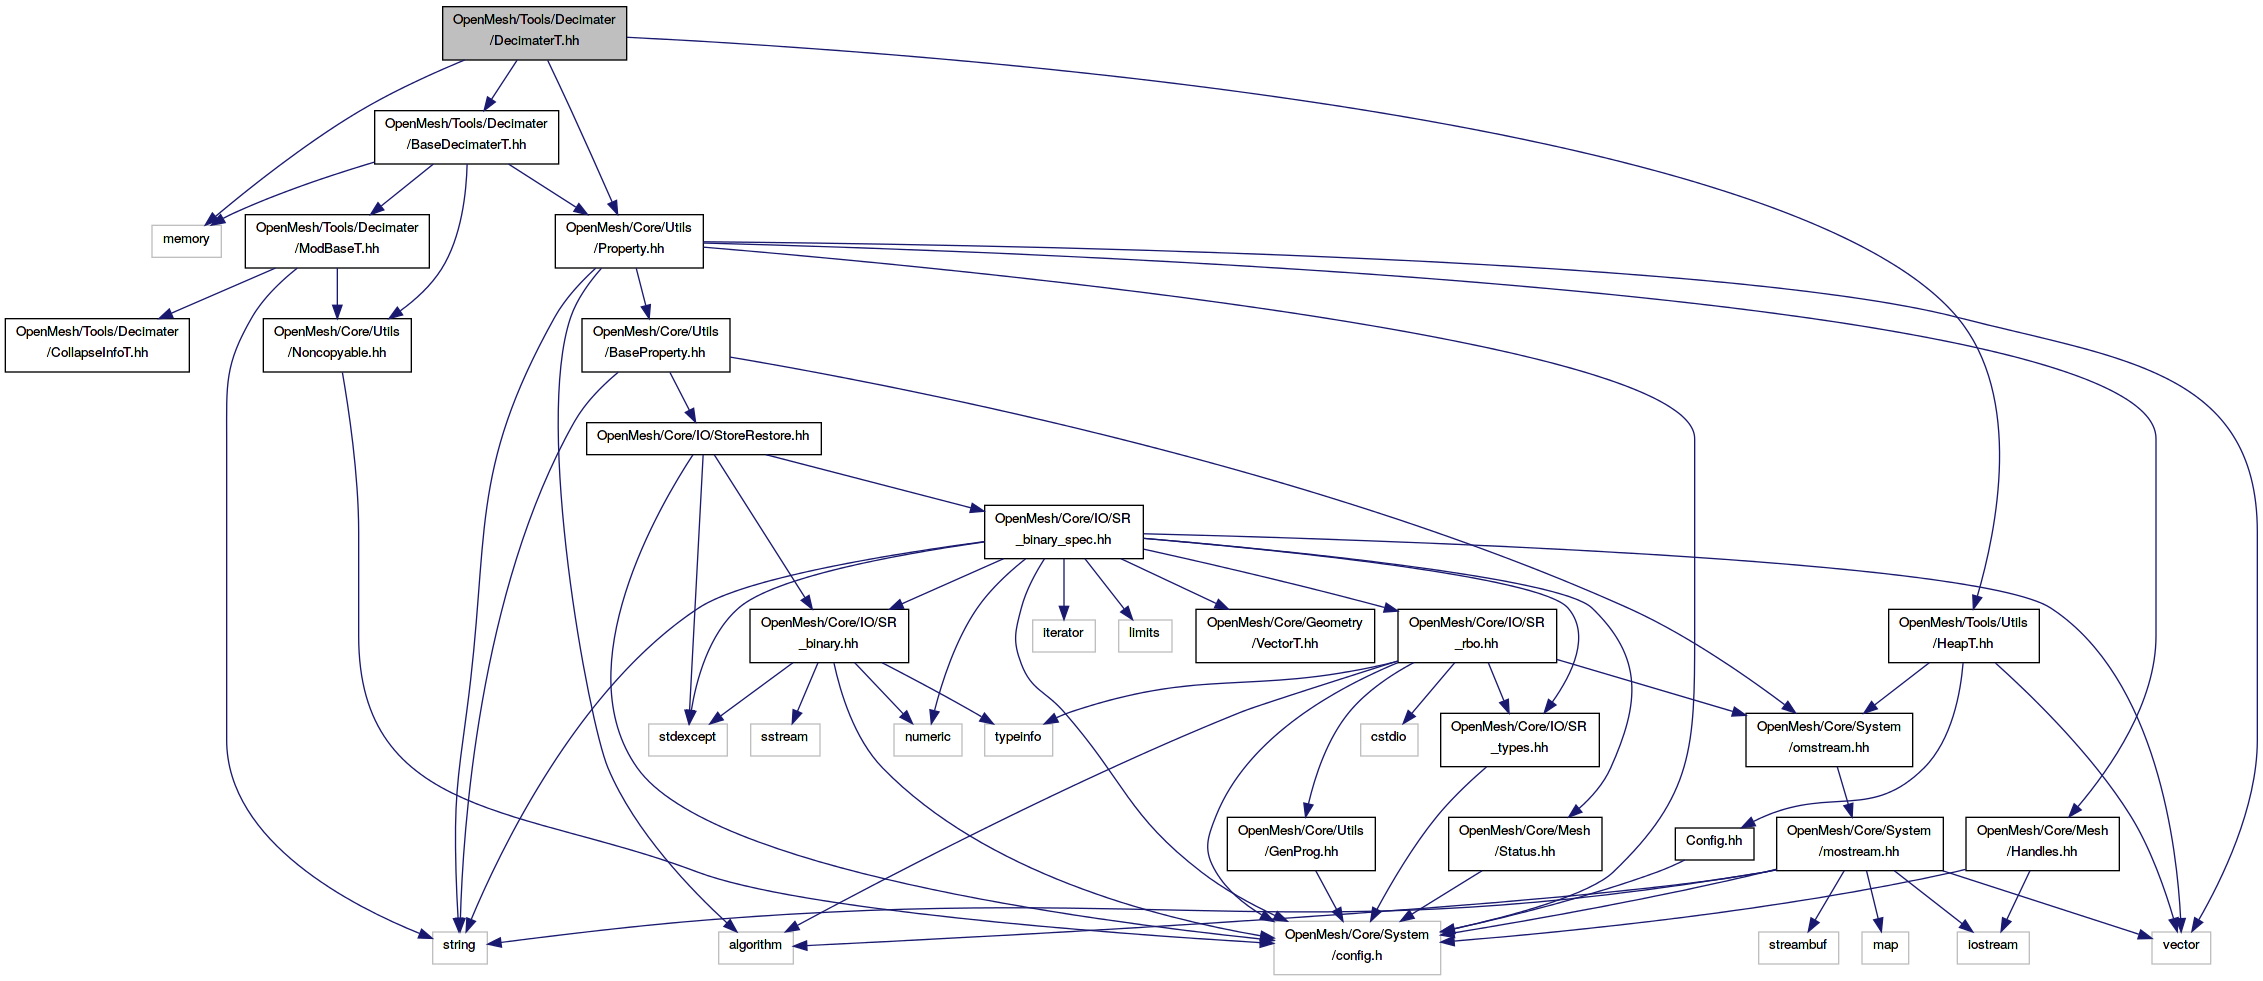 OpenMesh/Tools/Decimater
/DecimaterT.hh
OpenMesh/Tools/Decimater
/BaseDecimaterT.hh
memory
OpenMesh/Tools/Decimater
/ModBaseT.hh
OpenMesh/Core/Utils
/Property.hh
OpenMesh/Tools/Decimater
/CollapseInfoT.hh
OpenMesh/Core/Utils
/Noncopyable.hh
OpenMesh/Core/Utils
/BaseProperty.hh
OpenMesh/Core/IO/StoreRestore.hh
OpenMesh/Core/IO/SR
_binary_spec.hh
OpenMesh/Core/IO/SR
_binary.hh
iterator
limits
OpenMesh/Core/Geometry
/VectorT.hh
OpenMesh/Core/IO/SR
_rbo.hh
OpenMesh/Tools/Utils
/HeapT.hh
stdexcept
sstream
numeric
typeinfo
cstdio
OpenMesh/Core/IO/SR
_types.hh
OpenMesh/Core/System
/omstream.hh
OpenMesh/Core/Utils
/GenProg.hh
OpenMesh/Core/Mesh
/Status.hh
Config.hh
OpenMesh/Core/System
/mostream.hh
OpenMesh/Core/Mesh
/Handles.hh
string
algorithm
OpenMesh/Core/System
/config.h
streambuf
map
iostream
vector